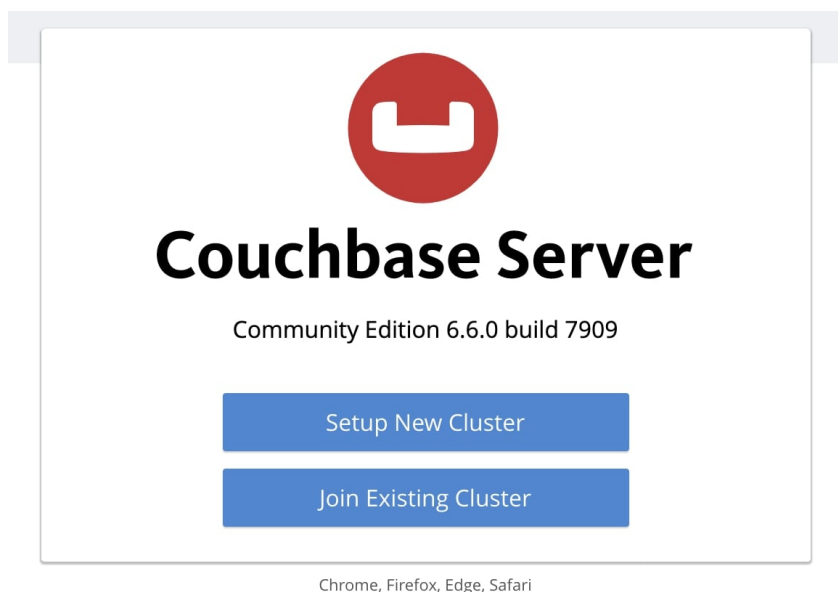 Couchbase Server
Community Edition 6.6.0 build 7909
Setup New Cluster
Join Existing Cluster
Chrome, Firefox, Edge, Safari